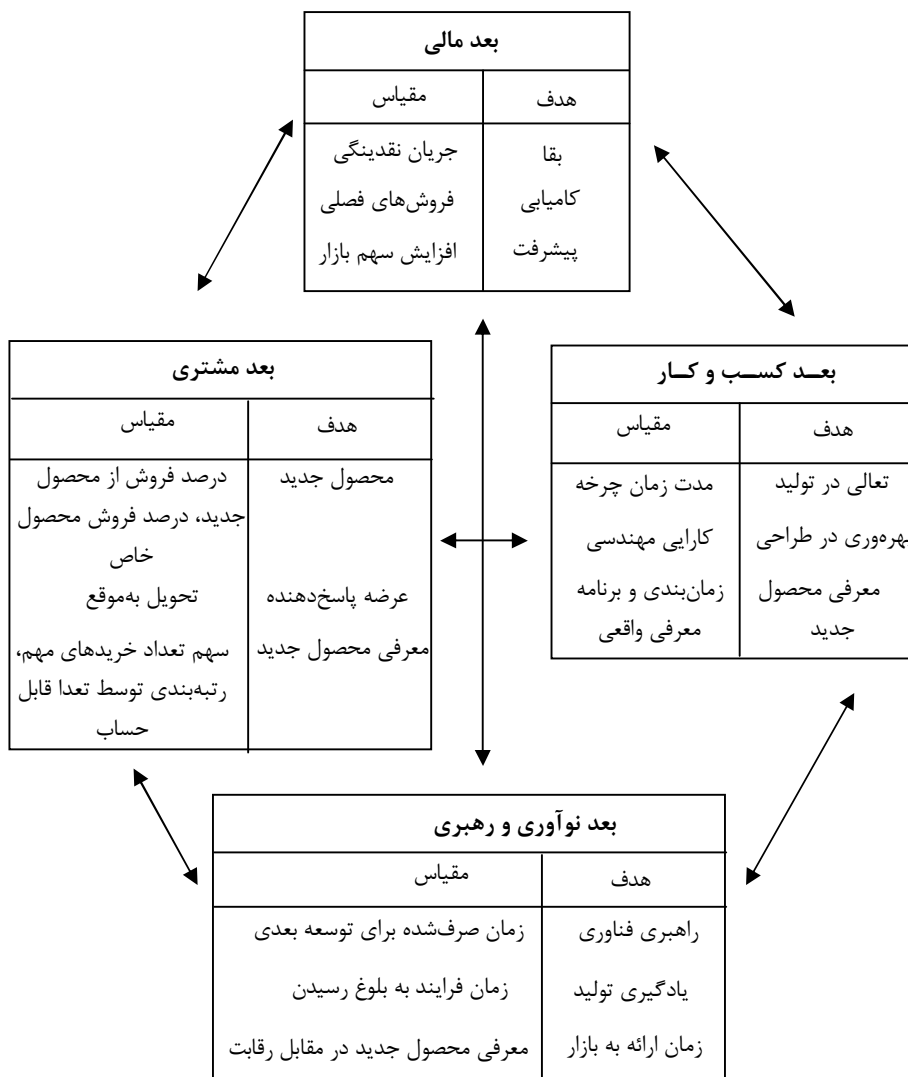 بعد مالی
هدف	مقیاس
بقا	جریان نقدینگی
کامیابی	فروش‌های فصلی
پیشرفت	افزایش سهم بازار
بعــد کســب و کــار
هدف	مقیاس
تعالی در تولید	مدت زمان چرخه
هره‌وری در طراحی	کارایی مهندسی
معرفی محصول	زمان‌بندی و برنامه
جدید	معرفی واقعی
بعد مشتری
هدف	مقیاس
محصول جدید	درصد فروش از محصول
جدید، درصد فروش محصول
خاص
عرضه پاسخ‌دهنده	تحویل به‌موقع
معرفی محصول جدید	سهم تعداد خریدهای مهم،
رتبه‌بندی توسط تعدا قابل
حساب
بعد نوآوری و رهبری
هدف	مقیاس
راهبری فناوری	زمان صرف‌شده برای توسعه بعدی
یادگیری تولید	زمان فرایند به بلوغ رسیدن
زمان ارائه به بازار	معرفی محصول جدید در مقابل رقابت